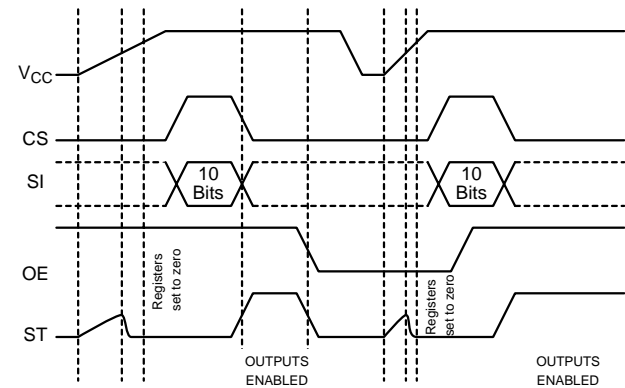 VCC
CS
SI
10
Bits
10
Bits
OE
Registers
set to zero
Registers
set to zero
ST
OUTPUTS
ENABLED
OUTPUTS
ENABLED